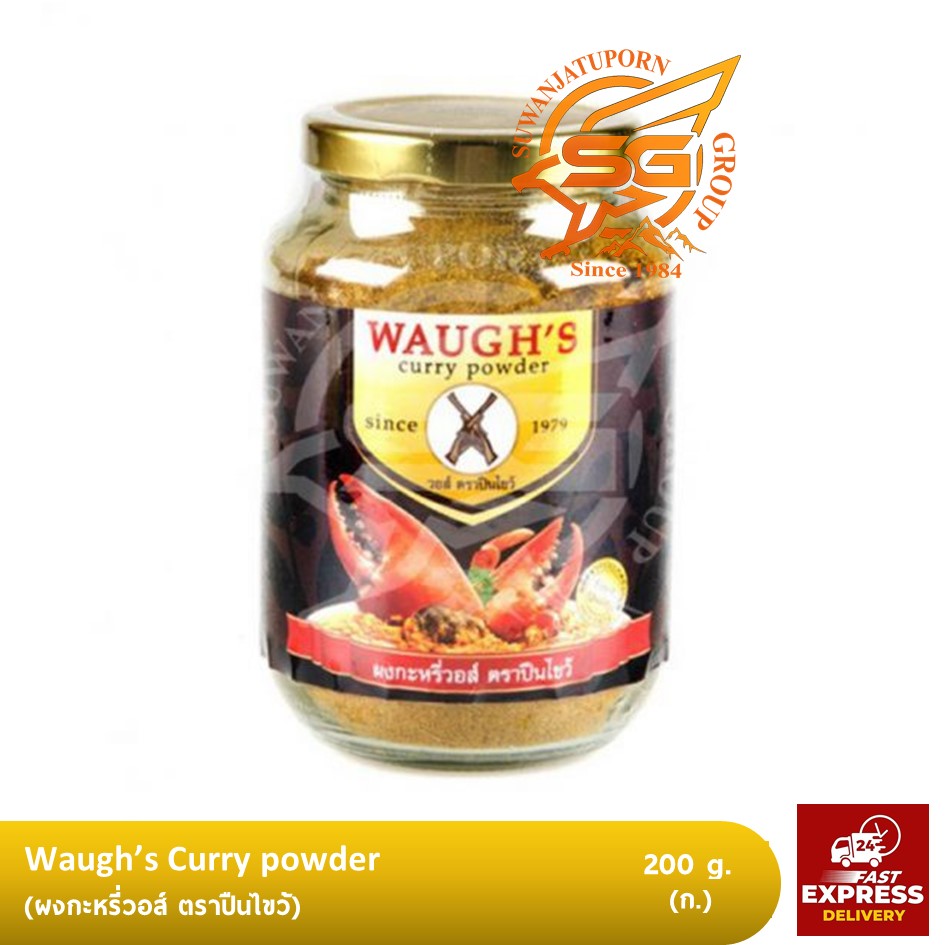 SUWANJATUPORN
GROUP
SG
Since 1984
WAUGH'S
curry powder
since 1979
วอส์ ตราปืนไขว้
ผงกะหรี่วอส์ ตราปืนไขว้
Waugh's Curry powder
(ผงกะหรี่วอส์ ตราปืนไขว้)
200 g.
(ก.)
24
FAST
EXPRESS
DELIVERY